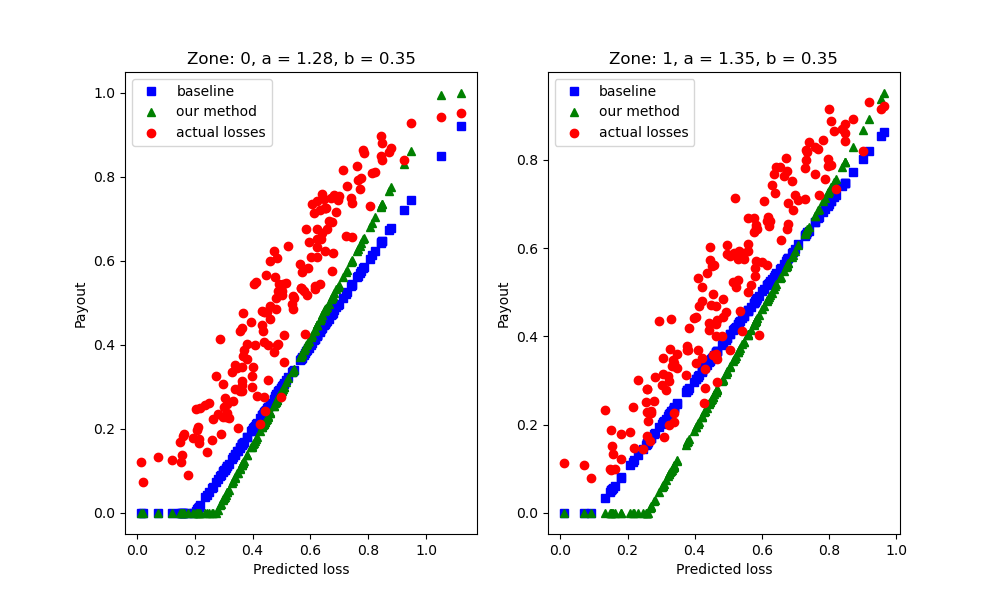 Zone: 0, a = 1.28, b = 0.35
baseline
our method
actual losses
Payout
1.0
0.8
0.6
0.4
0.2
0.0
0.0 0.2 0.4 0.6 0.8 1.0
Predicted loss
Zone: 1, a = 1.35, b = 0.35
baseline
our method
actual losses
Payout
0.8
0.6
0.4
0.2
0.0
0.0 0.2 0.4 0.6 0.8 1.0
Predicted loss